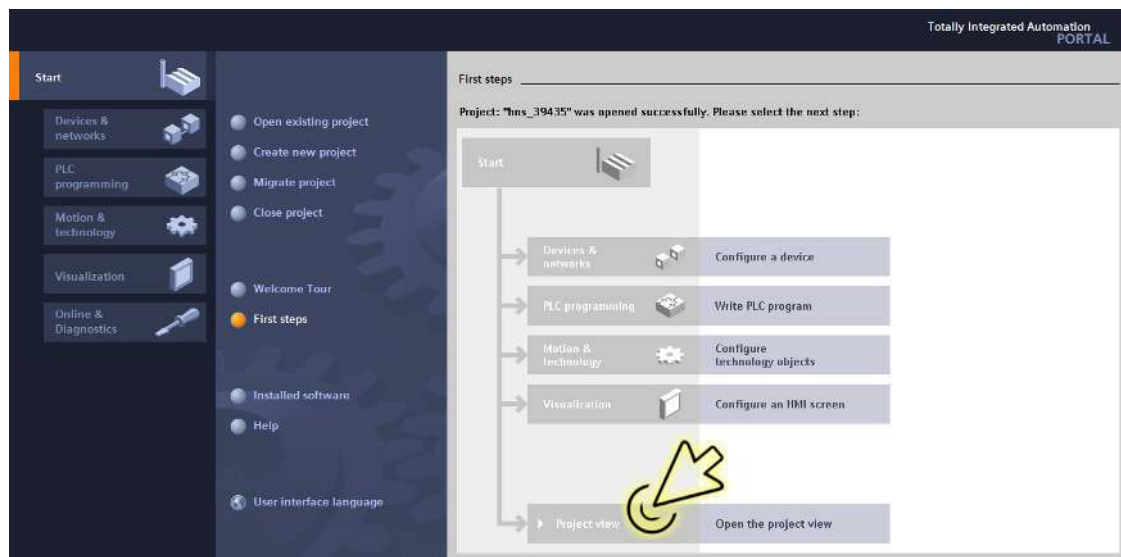 Totally Integrated Automation
PORTAL
Start
Devices &
networks
PLC
programming
Motion &
technology
Visualization
Online &
Diagnostics
Open existing project
Create new project
Migrate project
Close project
Welcome Tour
First steps
Installed software
Help
User interface language
First steps
Project: "hns_39435" was opened successfully. Please select the next step:
Start
Devices &
networks
Configure a device
PLC programming
Write PLC program
Motion &
technology
Configure
technology objects
Visualization
Configure an HMI screen
Project view
Open the project view